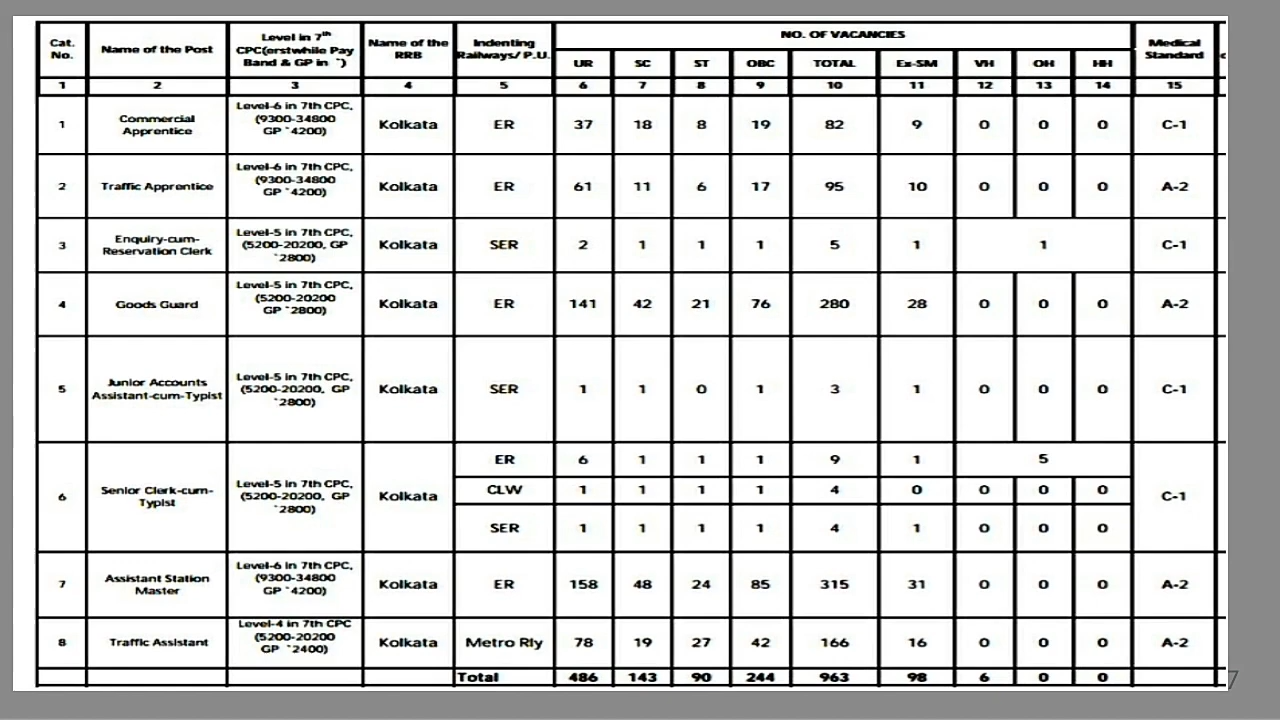 Cat. No. | Name of the Post | Level in 7th CPC(erstwhile Pay Band & GP in `) | Name of the RRB | Indenting Railways/ P.U. | NO. OF VACANCIES | Medical Standard
UR | SC | ST | OBC | TOTAL | Ex-SM | VH | OH | HH
1 | 2 | 3 | 4 | 5 | 6 | 7 | 8 | 9 | 10 | 11 | 12 | 13 | 14 | 15
1 | Commercial Apprentice | Level-6 in 7th CPC, (9300-34800 GP `4200) | Kolkata | ER | 37 | 18 | 8 | 19 | 82 | 9 | 0 | 0 | 0 | C-1
2 | Traffic Apprentice | Level-6 in 7th CPC, (9300-34800 GP `4200) | Kolkata | ER | 61 | 11 | 6 | 17 | 95 | 10 | 0 | 0 | 0 | A-2
3 | Enquiry-cum-Reservation Clerk | Level-5 in 7th CPC, (5200-20200, GP `2800) | Kolkata | SER | 2 | 1 | 1 | 1 | 5 | 1 | 1 | C-1
4 | Goods Guard | Level-5 in 7th CPC, (5200-20200 GP `2800) | Kolkata | ER | 141 | 42 | 21 | 76 | 280 | 28 | 0 | 0 | 0 | A-2
5 | Junior Accounts Assistant-cum-Typist | Level-5 in 7th CPC, (5200-20200, GP `2800) | Kolkata | SER | 1 | 1 | 0 | 1 | 3 | 1 | 0 | 0 | 0 | C-1
6 | Senior Clerk-cum-Typist | Level-5 in 7th CPC, (5200-20200, GP `2800) | Kolkata | ER | 6 | 1 | 1 | 1 | 9 | 1 | 5 | C-1
CLW | 1 | 1 | 1 | 1 | 4 | 0 | 0 | 0 | 0
SER | 1 | 1 | 1 | 1 | 4 | 1 | 0 | 0 | 0
7 | Assistant Station Master | Level-6 in 7th CPC, (9300-34800 GP `4200) | Kolkata | ER | 158 | 48 | 24 | 85 | 315 | 31 | 0 | 0 | 0 | A-2
8 | Traffic Assistant | Level-4 in 7th CPC (5200-20200 GP `2400) | Kolkata | Metro Rly | 78 | 19 | 27 | 42 | 166 | 16 | 0 | 0 | 0 | A-2
Total | 486 | 143 | 90 | 244 | 963 | 98 | 6 | 0 | 0
7